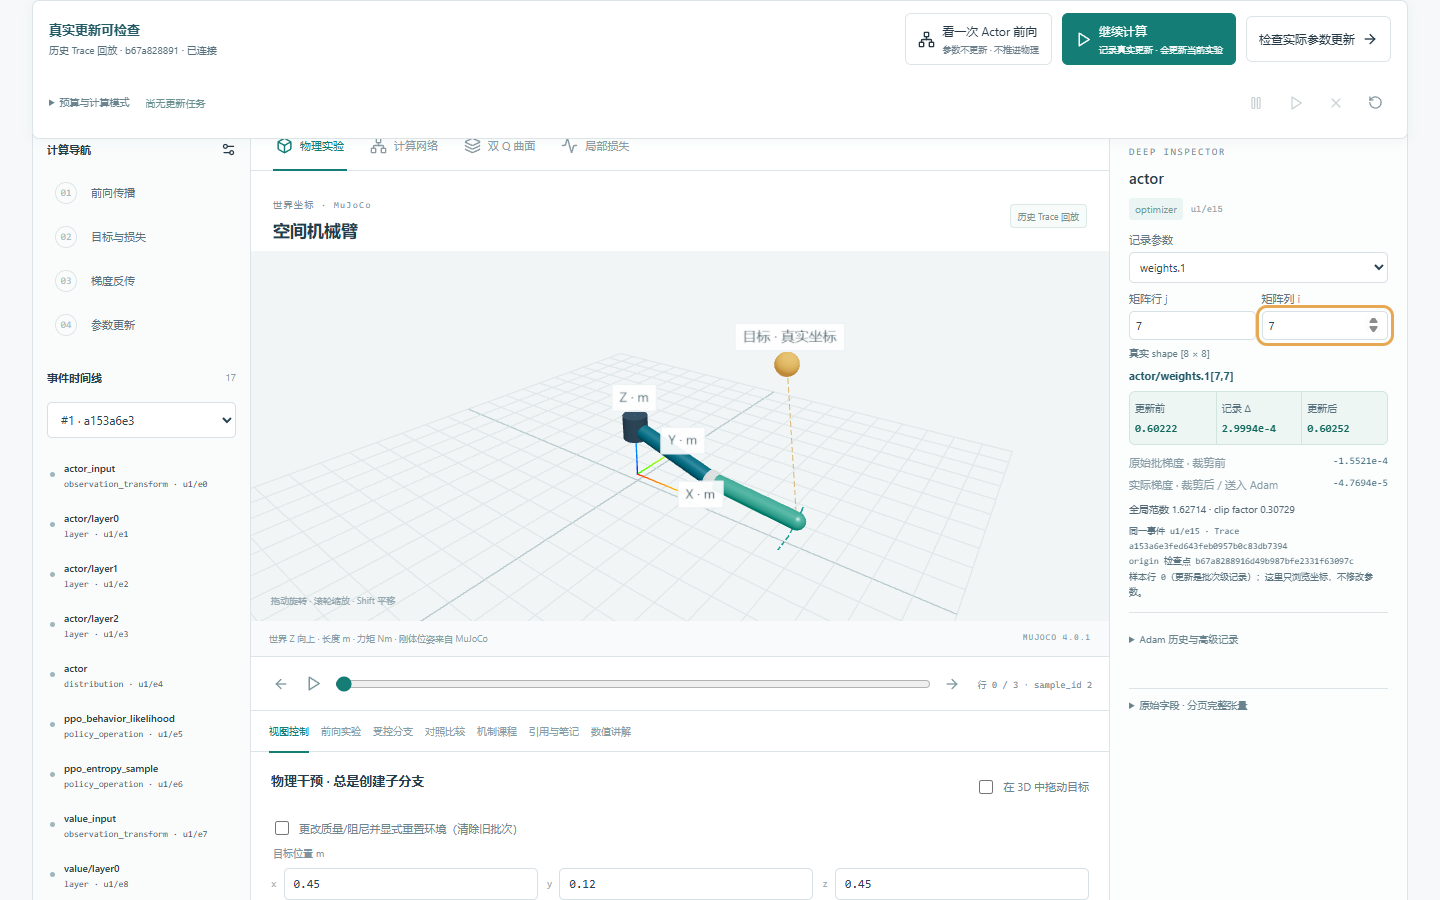 真实更新可检查
历史 Trace 回放 · b67a828891 · 已连接
看一次 Actor 前向
参数不更新 · 不推进物理
继续计算
记录真实更新 · 会更新当前实验
检查实际参数更新
预算与计算模式
尚无更新任务
计算导航
01 前向传播
02 目标与损失
03 梯度反传
04 参数更新
事件时间线 17
#1 · a153a6e3
actor_input
observation_transform · u1/e0
actor/layer0
layer · u1/e1
actor/layer1
layer · u1/e2
actor/layer2
layer · u1/e3
actor
distribution · u1/e4
ppo_behavior_likelihood
policy_operation · u1/e5
ppo_entropy_sample
policy_operation · u1/e6
value_input
observation_transform · u1/e7
value/layer0
layer · u1/e8
物理实验
计算网络
双 Q 曲面
局部损失
世界坐标 · MuJoCo
空间机械臂
历史 Trace 回放
目标 · 真实坐标
Z · m
Y · m
X · m
拖动旋转 · 滚轮缩放 · Shift 平移
世界 Z 向上 · 长度 m · 力矩 Nm · 刚体位姿来自 MuJoCo
MUJOCO 4.0.1
行 0 / 3 · sample_id 2
视图控制
前向实验
受控分支
对照比较
机制课程
引用与笔记
数值讲解
物理干预 · 总是创建子分支
在 3D 中拖动目标
更改质量/阻尼并显式重置环境（清除旧批次）
目标位置 m
x 0.45
y 0.12
z 0.45
DEEP INSPECTOR
actor
optimizer u1/e15
记录参数
weights.1
矩阵行 j
矩阵列 i
7
7
真实 shape [8 × 8]
actor/weights.1[7,7]
更新前
0.60222
记录 Δ
2.9994e-4
更新后
0.60252
原始批梯度 · 裁剪前 -1.5521e-4
实际梯度 · 裁剪后 / 送入 Adam -4.7694e-5
全局范数 1.62714 · clip factor 0.30729
同一事件 u1/e15 · Trace
a153a6e3fed643feb0957b0c83db7394
origin 检查点 b67a8288916d49b987bfe2331f63097c
样本行 0（更新是批次级记录）；这里只浏览坐标，不修改参
数。
Adam 历史与高级记录
原始字段 · 分页完整张量